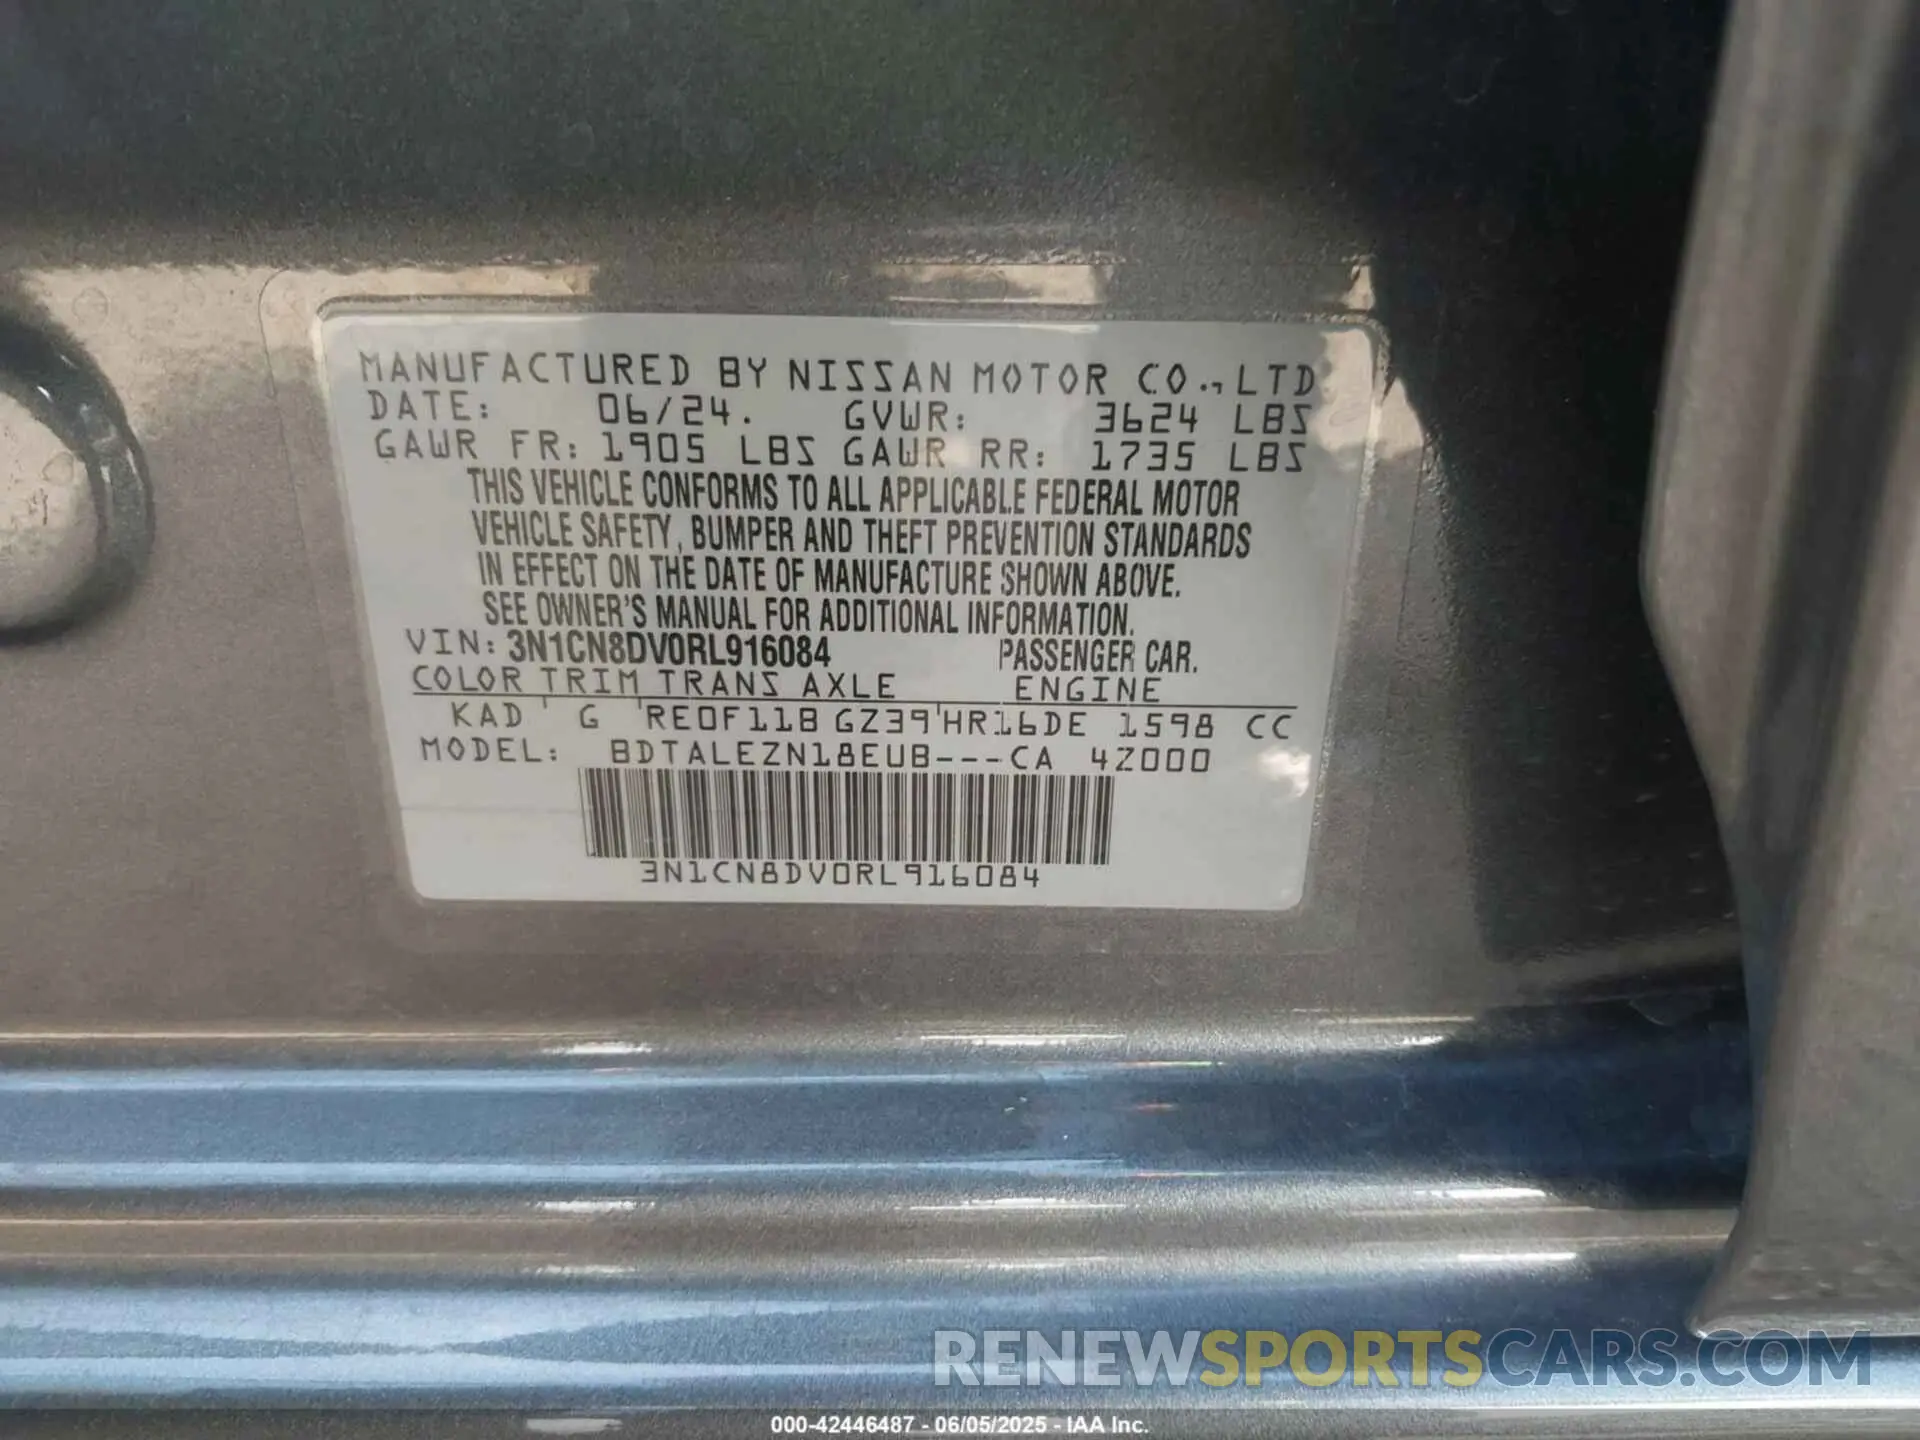 MANUFACTURED BY NISSAN MOTOR CO., LTD
DATE: 06/24. GVWR: 3624 LBS
GAWR FR: 1905 LBS GAWR RR: 1735 LBS
THIS VEHICLE CONFORMS TO ALL APPLICABLE FEDERAL MOTOR
VEHICLE SAFETY, BUMPER AND THEFT PREVENTION STANDARDS
IN EFFECT ON THE DATE OF MANUFACTURE SHOWN ABOVE.
SEE OWNER'S MANUAL FOR ADDITIONAL INFORMATION.
VIN: 3N1CN8DV0RL916084 PASSENGER CAR.
COLOR TRIM TRANS AXLE ENGINE
KAD ' G ' RE0F11B GZ39 ' HR16DE 1598 CC
MODEL: BDTALEZN18EUB---CA 4Z000
3N1CN8DV0RL916084
RENEWSPORTSCARS.COM
000-42446487 - 06/05/2025 - IAA Inc.